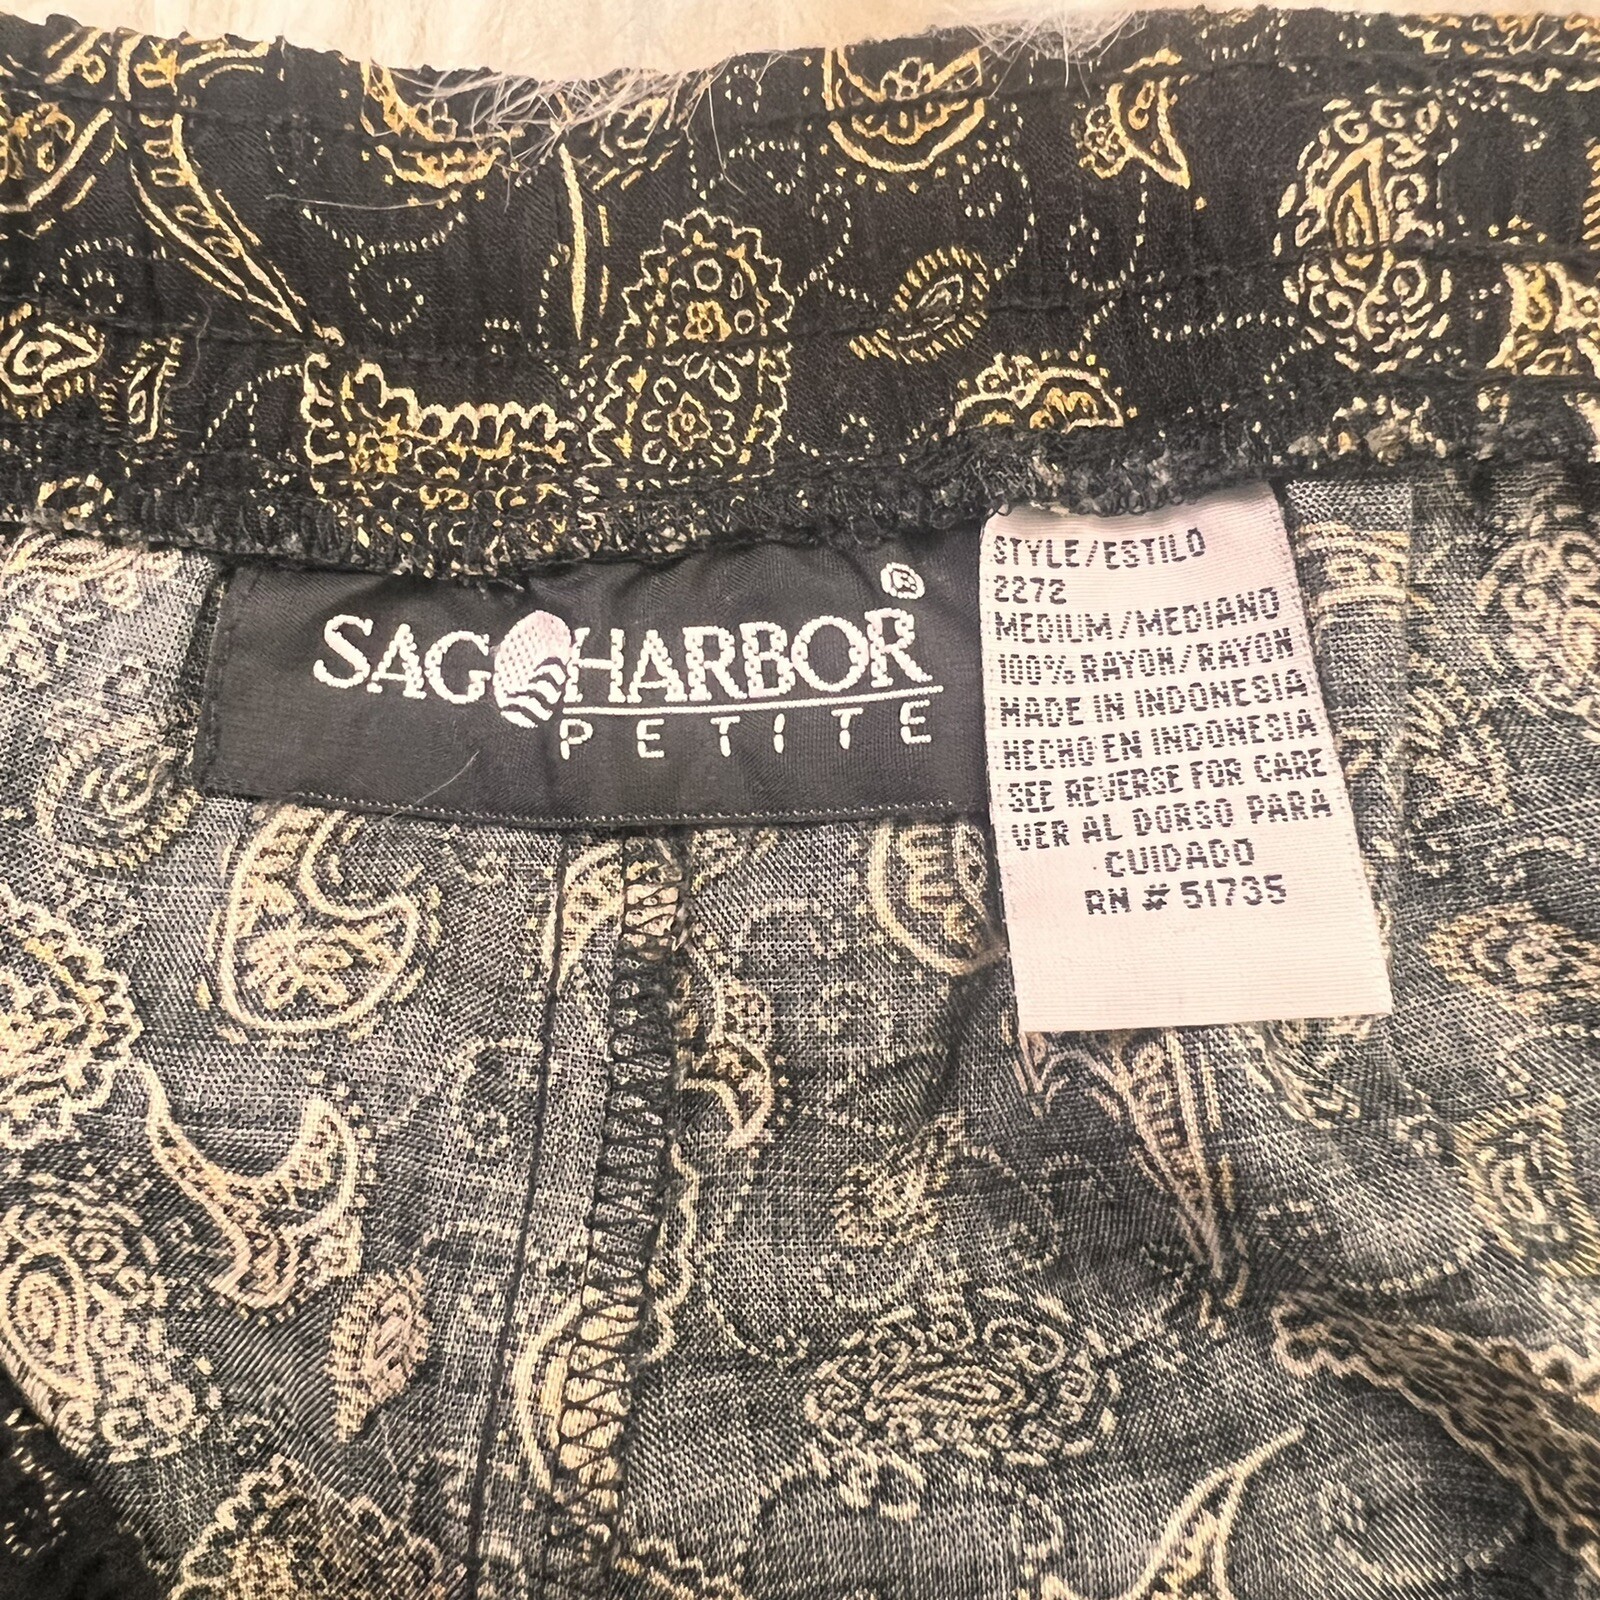 SAG HARBOR ®
PETITE
STYLE/ESTILO
2272
MEDIUM/MEDIANO
100% RAYON/RAYON
MADE IN INDONESIA
HECHO EN INDONESIA
SEE REVERSE FOR CARE
VER AL DORSO PARA
CUIDADO
RN # 51735